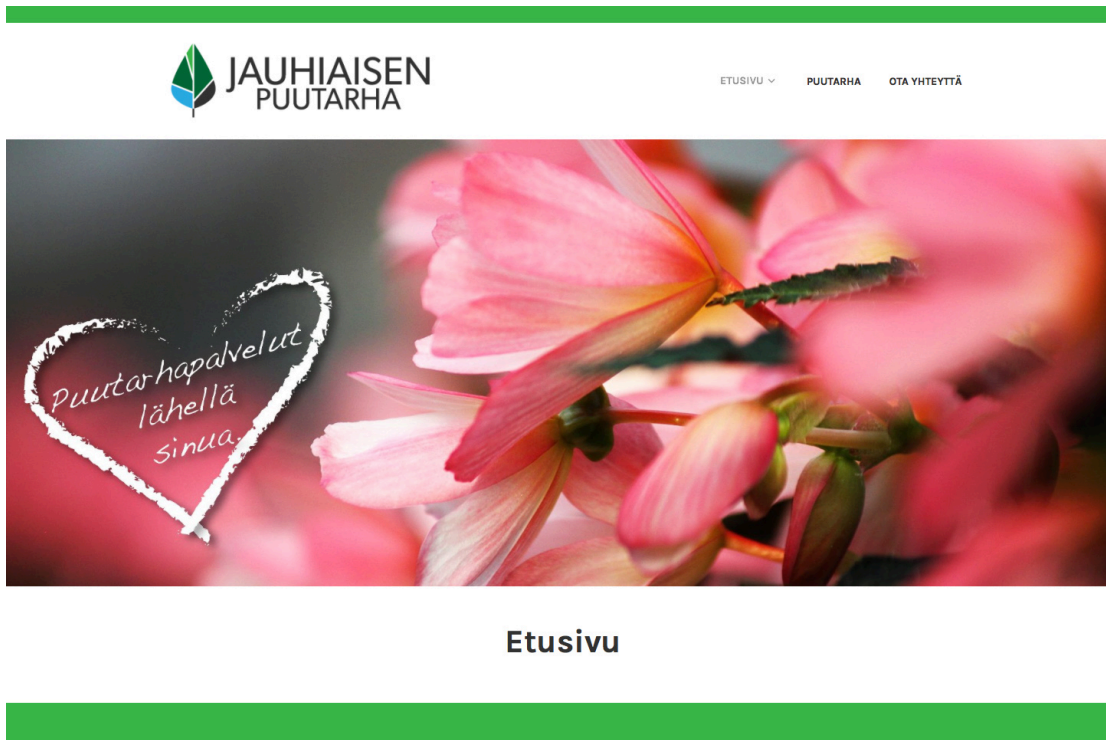 JAUHIAISEN
PUUTARHA
ETUSIVU
PUUTARHA
OTA YHTEYTTÄ
Puutarhapalvelut
lähellä
sinua.
Etusivu